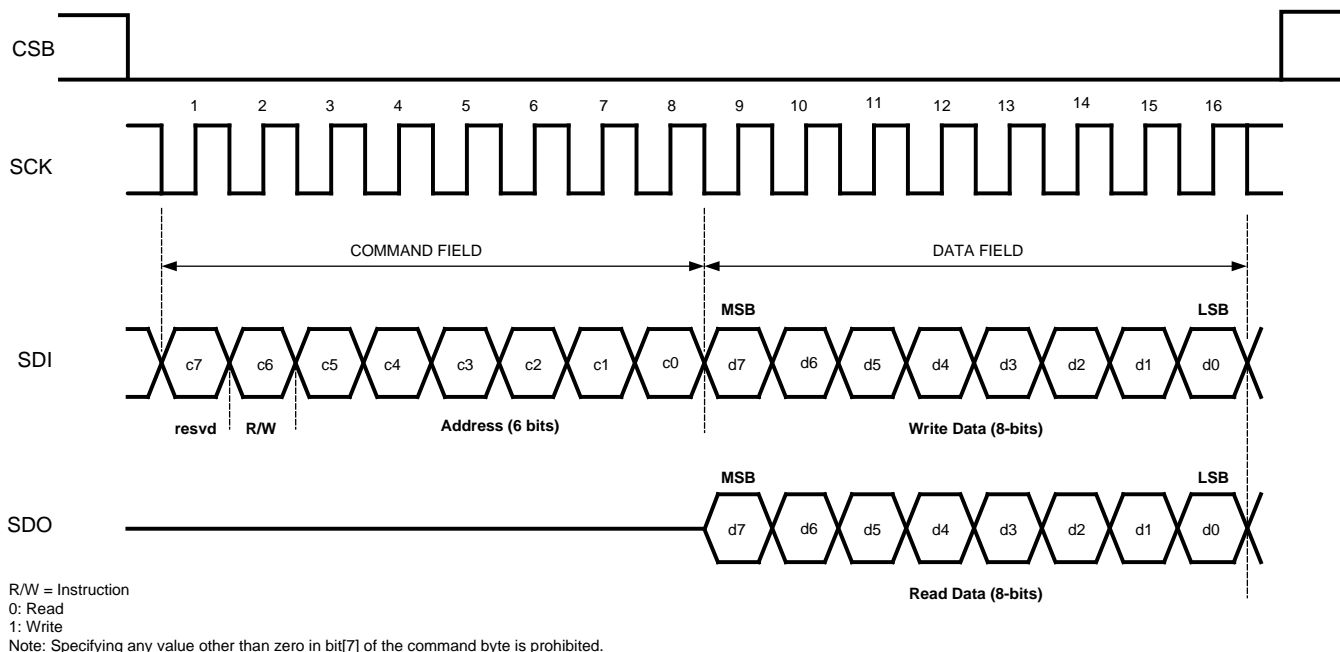 CSB
1 2 3 4 5 6 7 8 9 10 11 12 13 14 15 16
SCK
COMMAND FIELD DATA FIELD
MSB LSB
SDI c7 c6 c5 c4 c3 c2 c1 c0 d7 d6 d5 d4 d3 d2 d1 d0
resvd R/W Address (6 bits) Write Data (8-bits)
MSB LSB
SDO d7 d6 d5 d4 d3 d2 d1 d0
Read Data (8-bits)
R/W = Instruction
0: Read
1: Write
Note: Specifying any value other than zero in bit[7] of the command byte is prohibited.